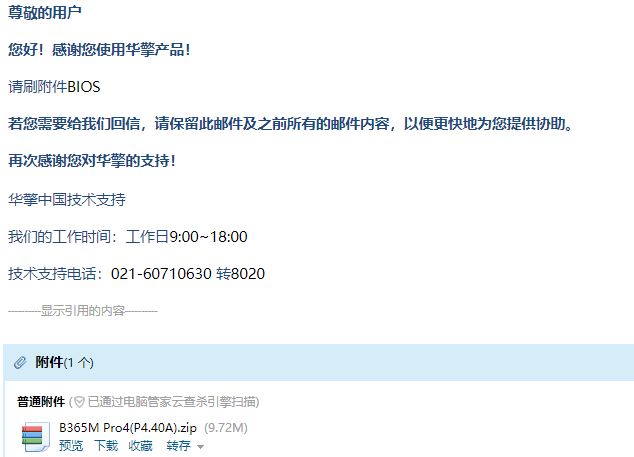 尊敬的用户
您好！感谢您使用华擎产品！
请刷附件BIOS
若您需要给我们回信，请保留此邮件及之前所有的邮件内容，以便更快地为您提供协助。
再次感谢您对华擎的支持！
华擎中国技术支持
我们的工作时间：工作日9:00~18:00
技术支持电话：021-60710630 转8020
----------显示引用的内容----------
附件(1 个)
普通附件 (已通过电脑管家云查杀引擎扫描)
B365M Pro4(P4.40A).zip (9.72M)
预览 下载 收藏 转存